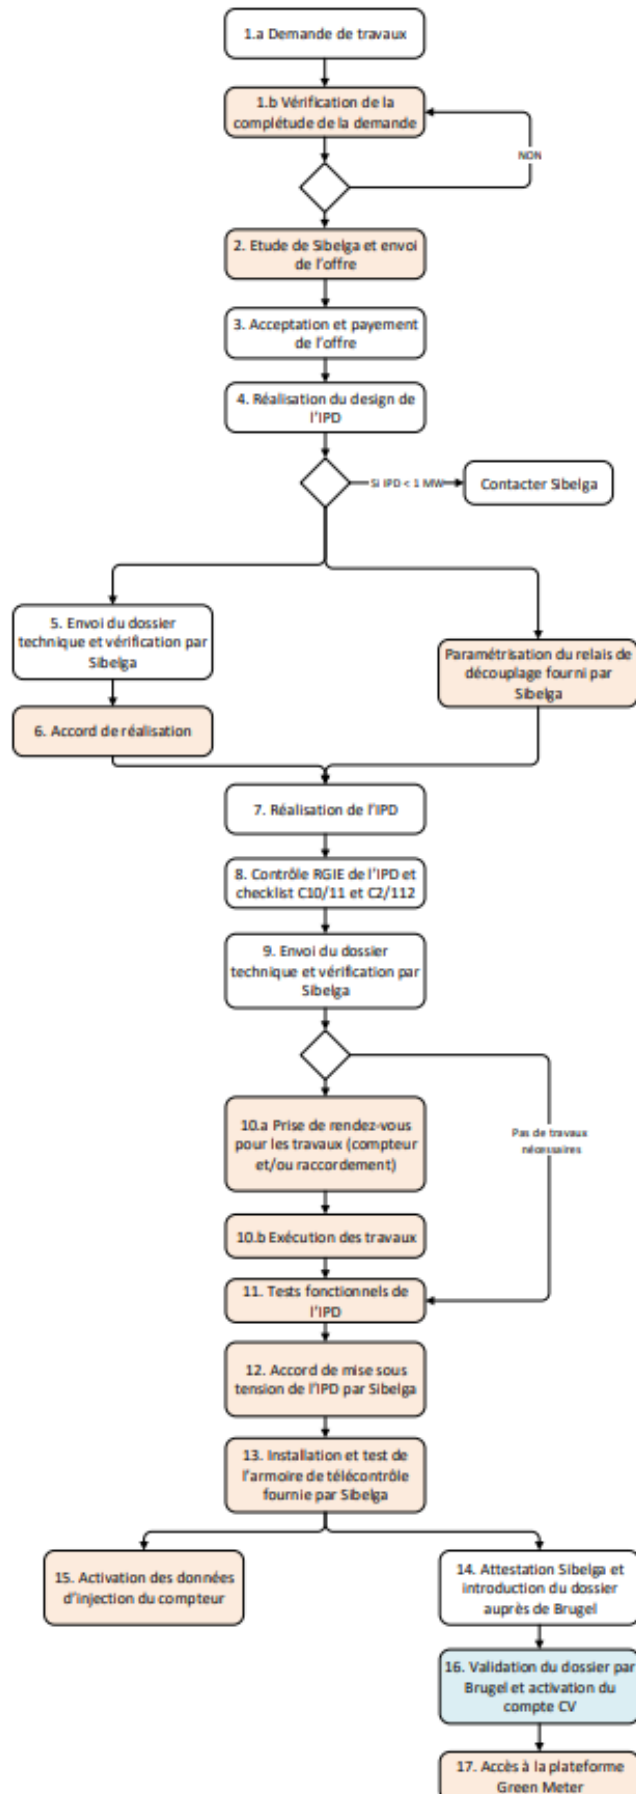 1.a Demande de travaux
1.b Vérification de la
complétude de la demande
NON
2. Etude de Sibelga et envoi
de l'offre
3. Acceptation et payement
de l'offre
4. Réalisation du design de
l'IPD
Si IPD < 1 MW
Contacter Sibelga
5. Envoi du dossier
technique et vérification par
Sibelga
Paramétrisation du relais de
découplage fourni par
Sibelga
6. Accord de réalisation
7. Réalisation de l'IPD
8. Contrôle RGIE de l'IPD et
checklist C10/11 et C2/112
9. Envoi du dossier
technique et vérification par
Sibelga
10.a Prise de rendez-vous
pour les travaux (compteur
et/ou raccordement)
Pas de travaux
nécessaires
10.b Exécution des travaux
11. Tests fonctionnels de
l'IPD
12. Accord de mise sous
tension de l'IPD par Sibelga
13. Installation et test de
l'armoire de télécontrôle
fournie par Sibelga
15. Activation des données
d'injection du compteur
14. Attestation Sibelga et
introduction du dossier
auprès de Brugel
16. Validation du dossier par
Brugel et activation du
compte CV
17. Accès à la plateforme
Green Meter